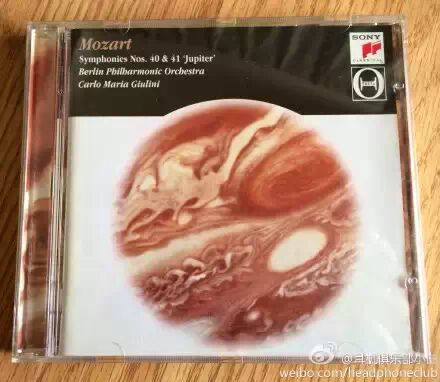 Mozart
Symphonies Nos. 40 & 41 'Jupiter'
Berlin Philharmonic Orchestra
Carlo Maria Giulini
SONY
CLASSICAL
weibo.com/headphoneclub